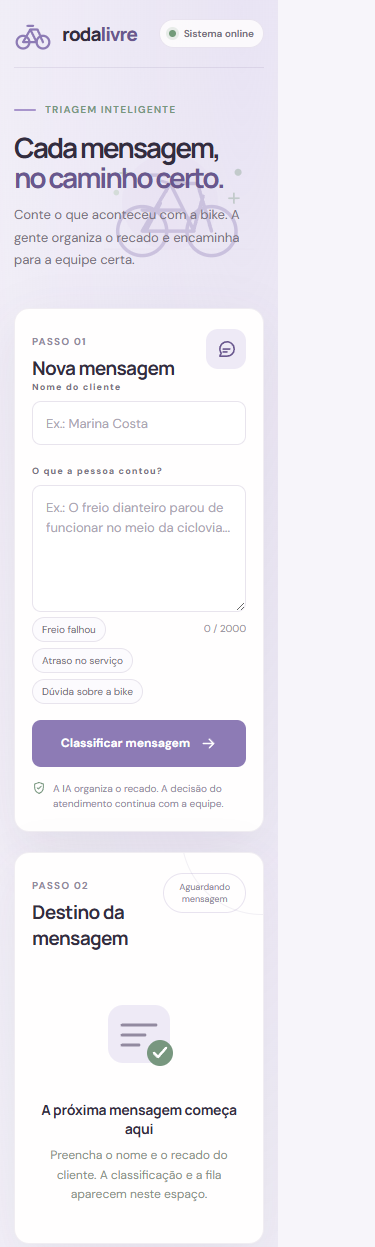 rodalivre
Sistema online
TRIAGEM INTELIGENTE
Cada mensagem,
no caminho certo.
Conte o que aconteceu com a bike. A
gente organiza o recado e encaminha
para a equipe certa.
PASSO 01
Nova mensagem
Nome do cliente
Ex.: Marina Costa
O que a pessoa contou?
Ex.: O freio dianteiro parou de
funcionar no meio da ciclovia...
Freio falhou
0 / 2000
Atraso no serviço
Dúvida sobre a bike
Classificar mensagem →
A IA organiza o recado. A decisão do
atendimento continua com a equipe.
PASSO 02
Aguardando
mensagem
Destino da
mensagem
A próxima mensagem começa
aqui
Preencha o nome e o recado do
cliente. A classificação e a fila
aparecem neste espaço.